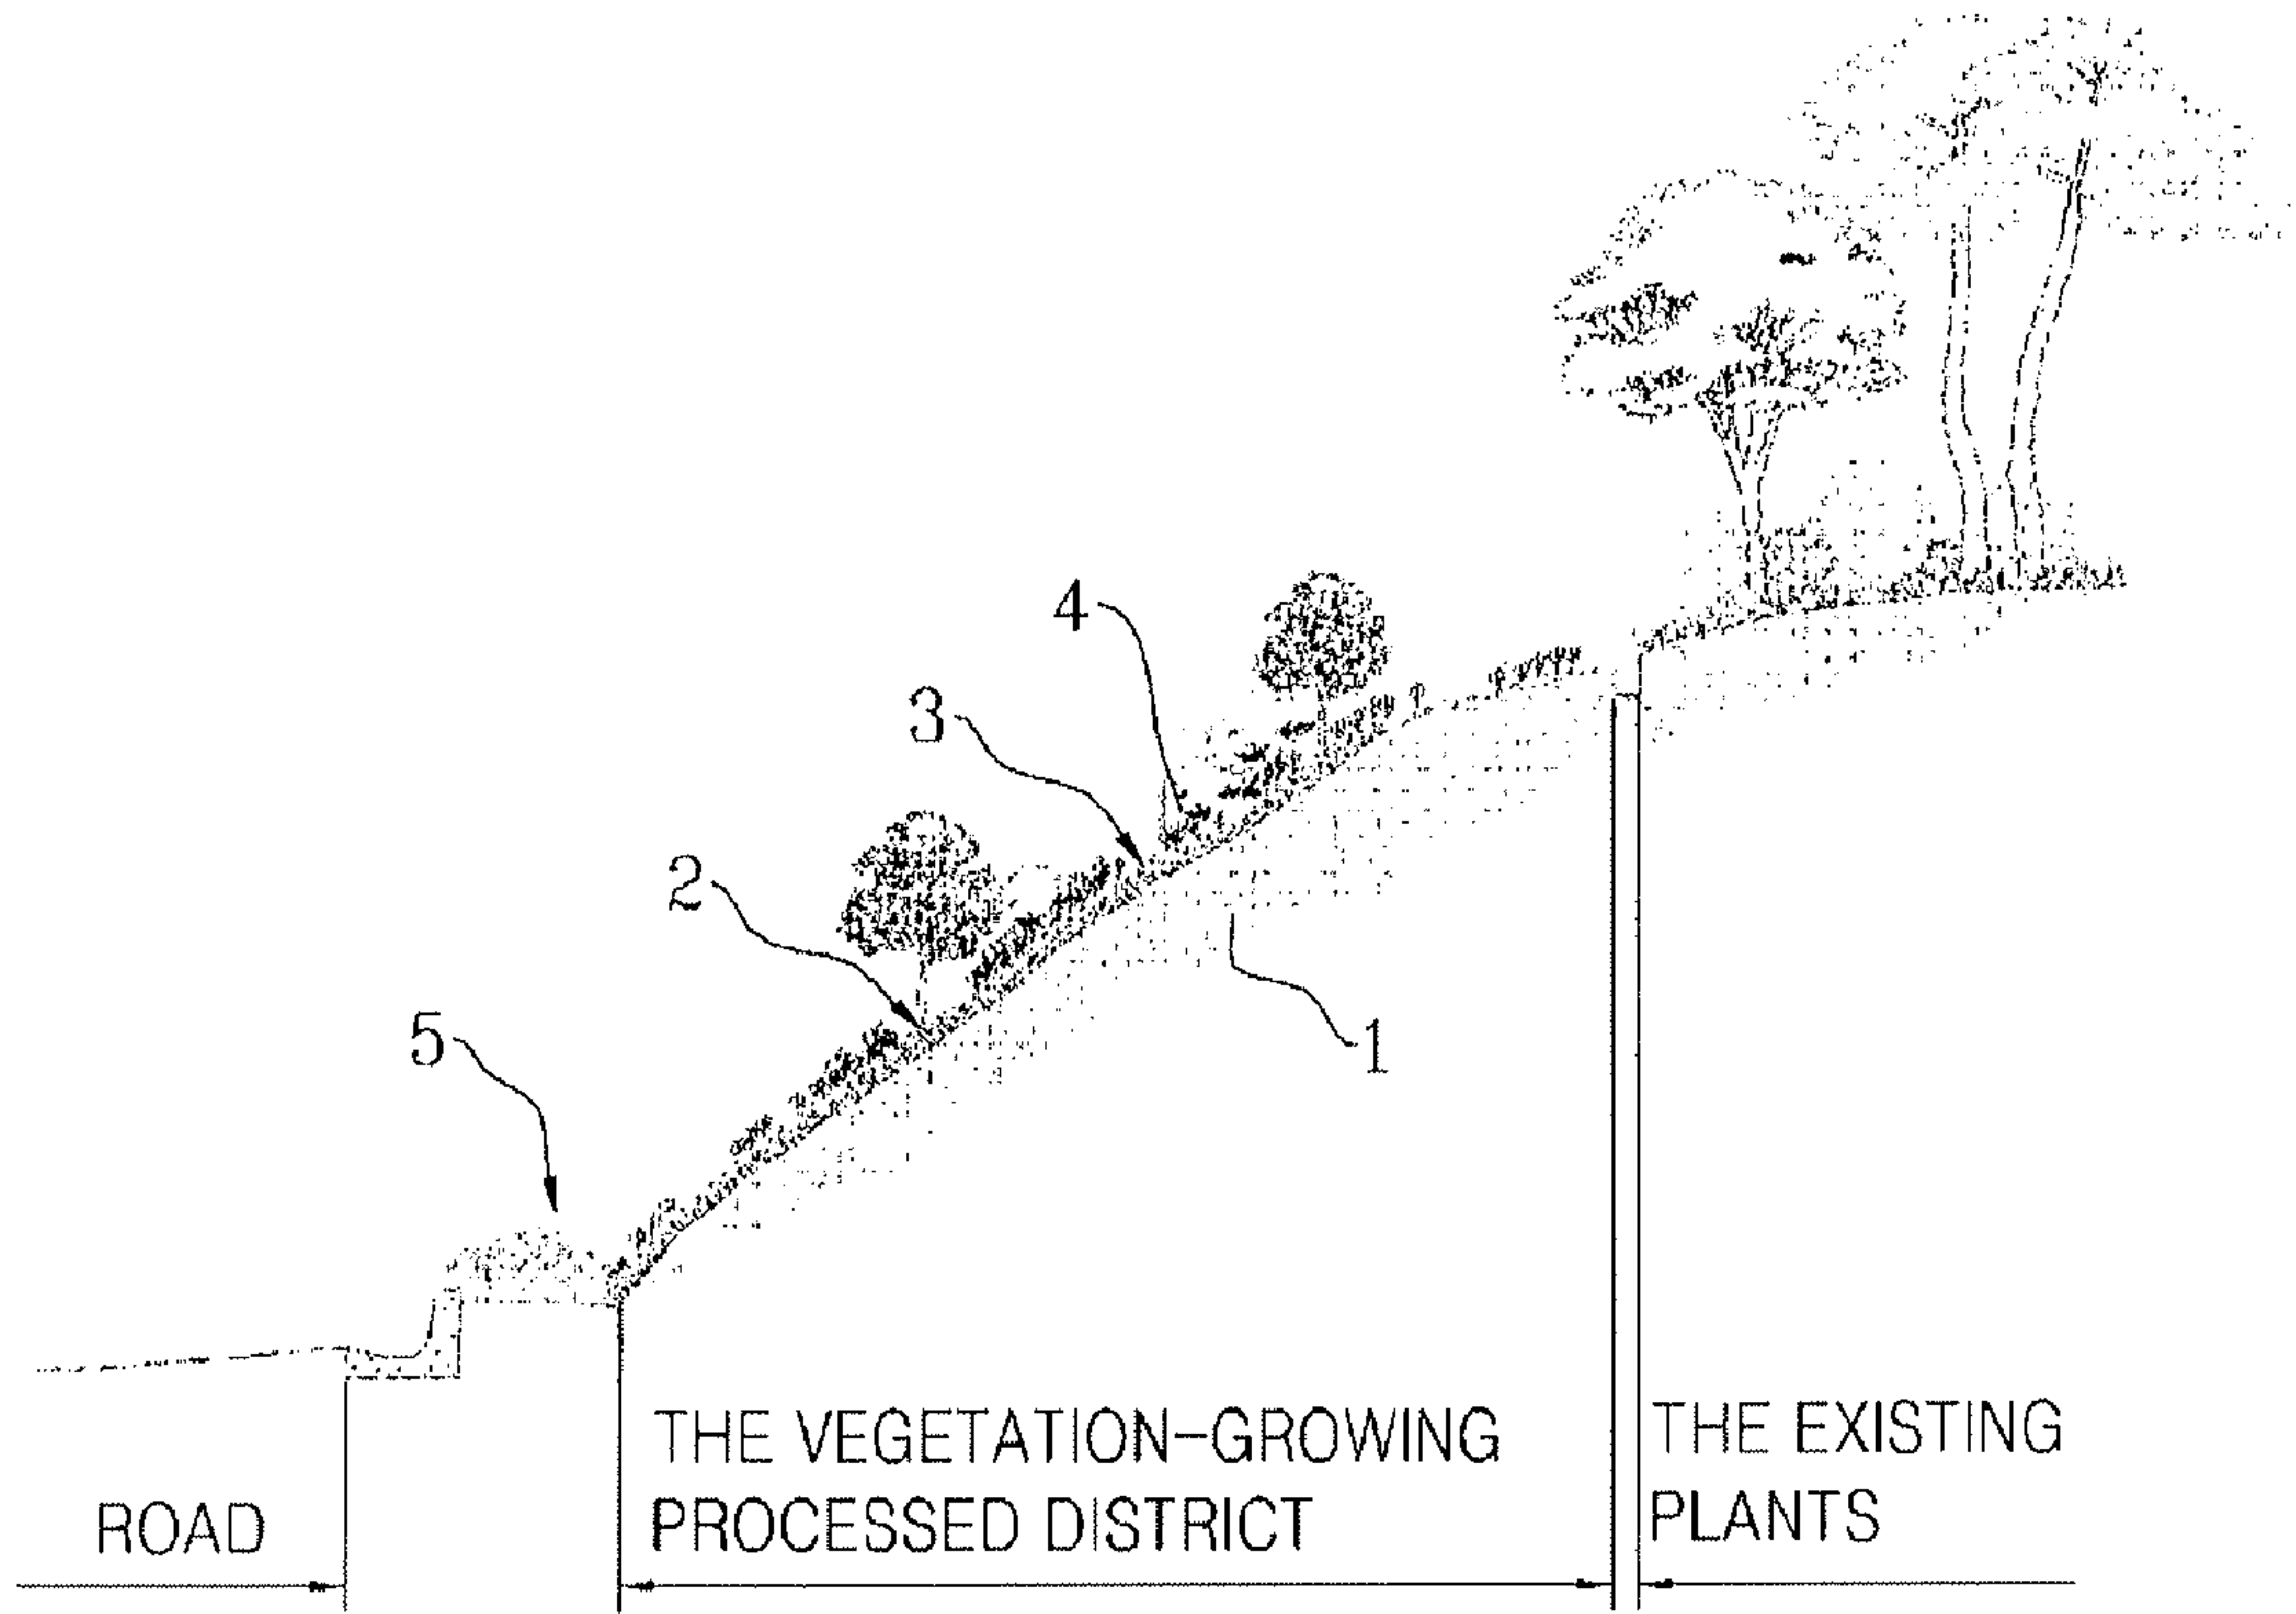 4
3
2
5
1
THE VEGETATION-GROWING
PROCESSED DISTRICT
THE EXISTING
PLANTS
ROAD